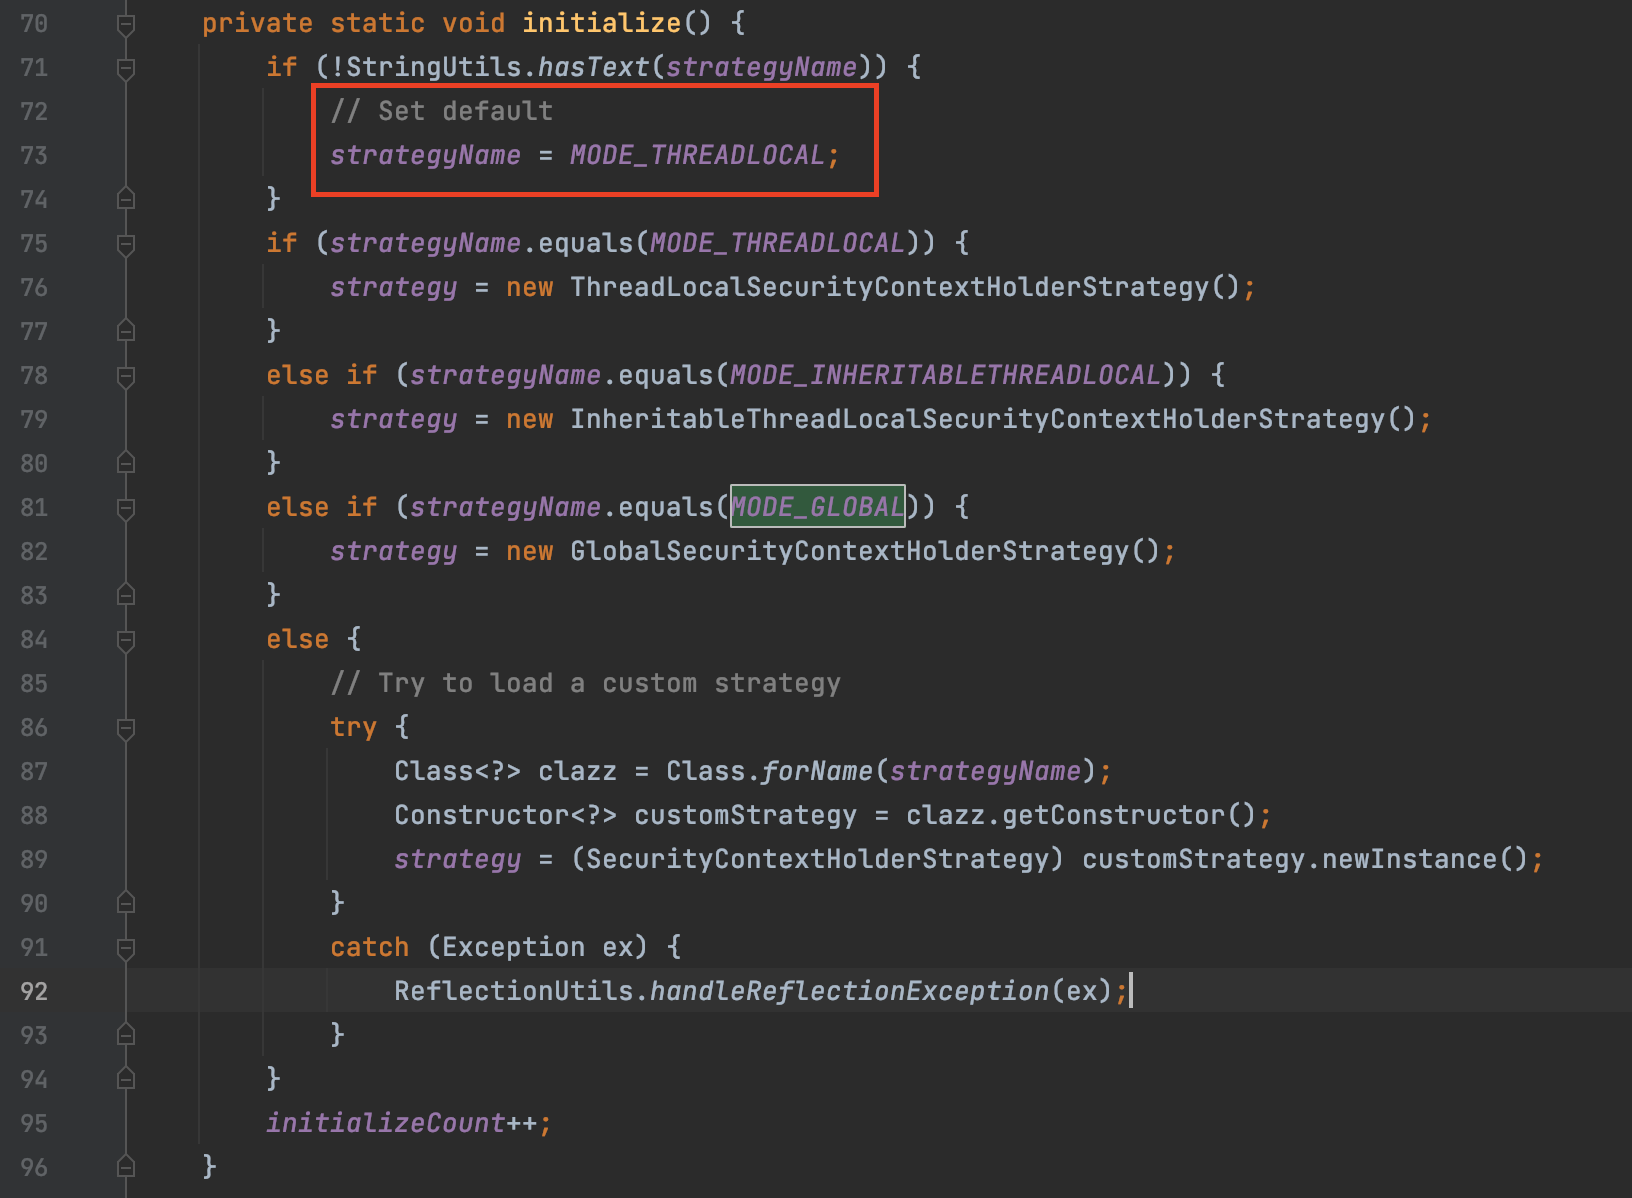 70 private static void initialize() {
71 if (!StringUtils.hasText(strategyName)) {
72 // Set default
73 strategyName = MODE_THREADLOCAL;
74 }
75 if (strategyName.equals(MODE_THREADLOCAL)) {
76 strategy = new ThreadLocalSecurityContextHolderStrategy();
77 }
78 else if (strategyName.equals(MODE_INHERITABLETHREADLOCAL)) {
79 strategy = new InheritableThreadLocalSecurityContextHolderStrategy();
80 }
81 else if (strategyName.equals(MODE_GLOBAL)) {
82 strategy = new GlobalSecurityContextHolderStrategy();
83 }
84 else {
85 // Try to load a custom strategy
86 try {
87 Class<?> clazz = Class.forName(strategyName);
88 Constructor<?> customStrategy = clazz.getConstructor();
89 strategy = (SecurityContextHolderStrategy) customStrategy.newInstance();
90 }
91 catch (Exception ex) {
92 ReflectionUtils.handleReflectionException(ex);
93 }
94 }
95 initializeCount++;
96 }